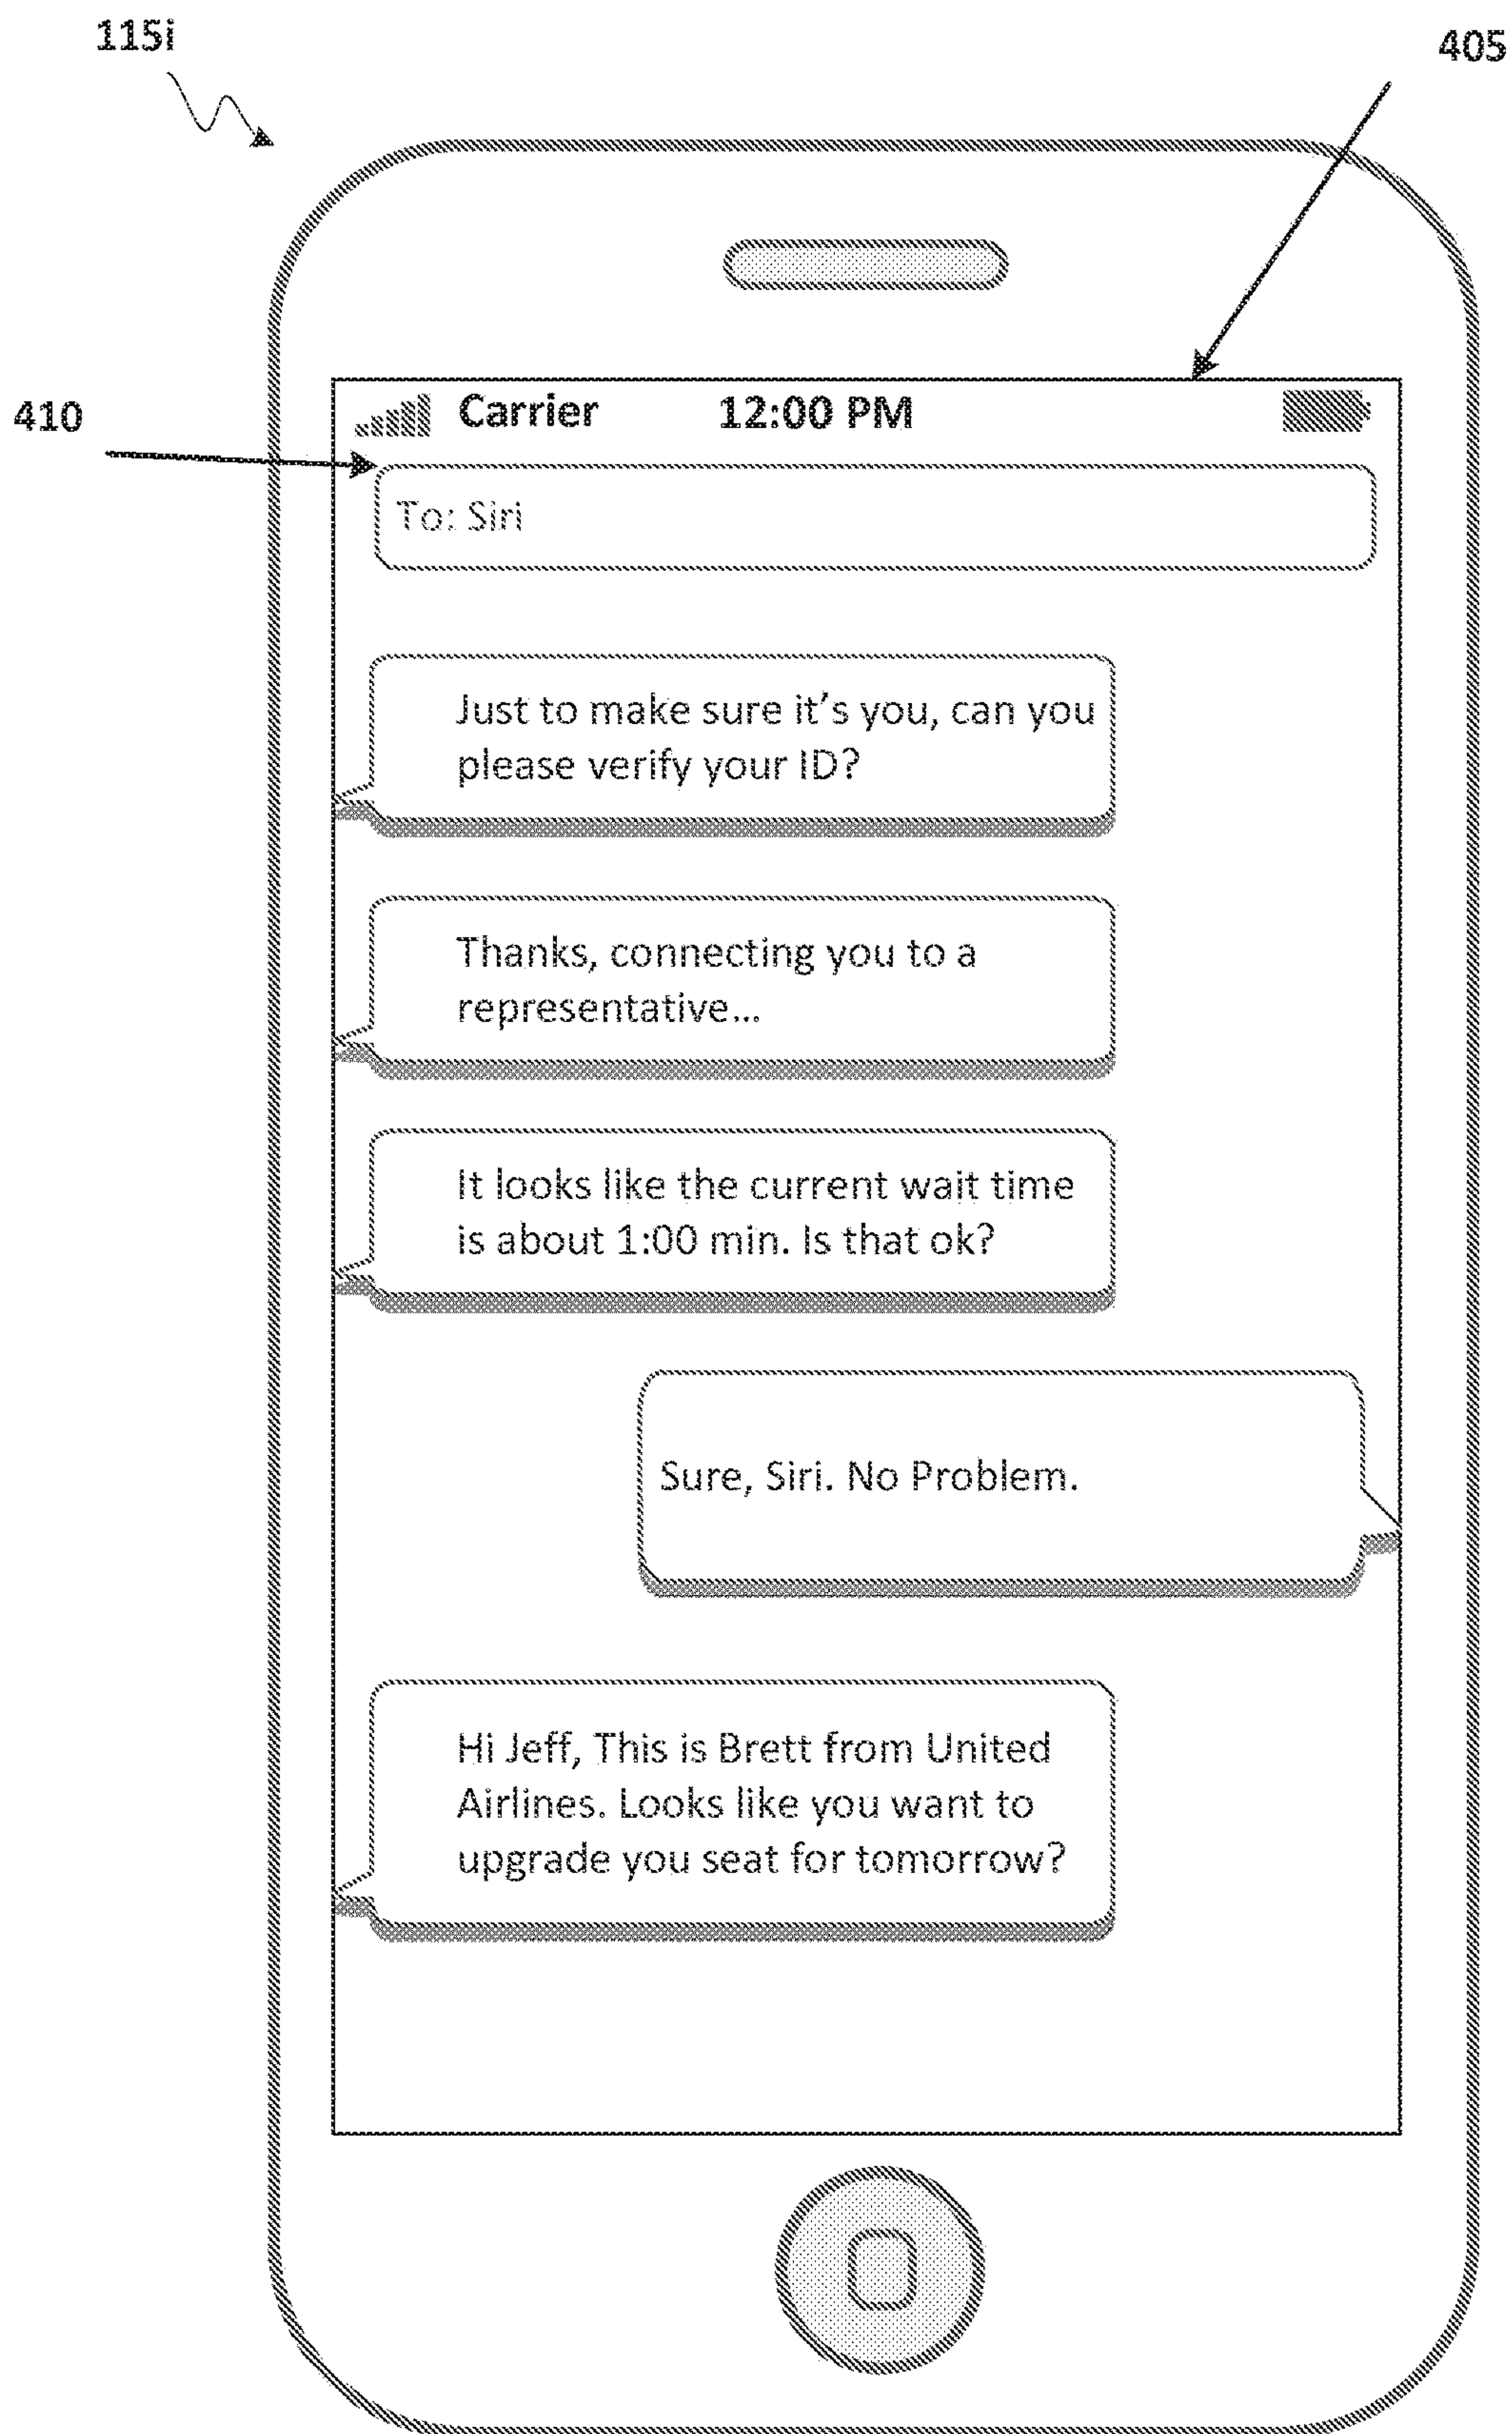 115i
405
410
Carrier 12:00 PM
To: Siri
Just to make sure it's you, can you
please verify your ID?
Thanks, connecting you to a
representative...
It looks like the current wait time
is about 1:00 min. Is that ok?
Sure, Siri. No Problem.
Hi Jeff, This is Brett from United
Airlines. Looks like you want to
upgrade you seat for tomorrow?